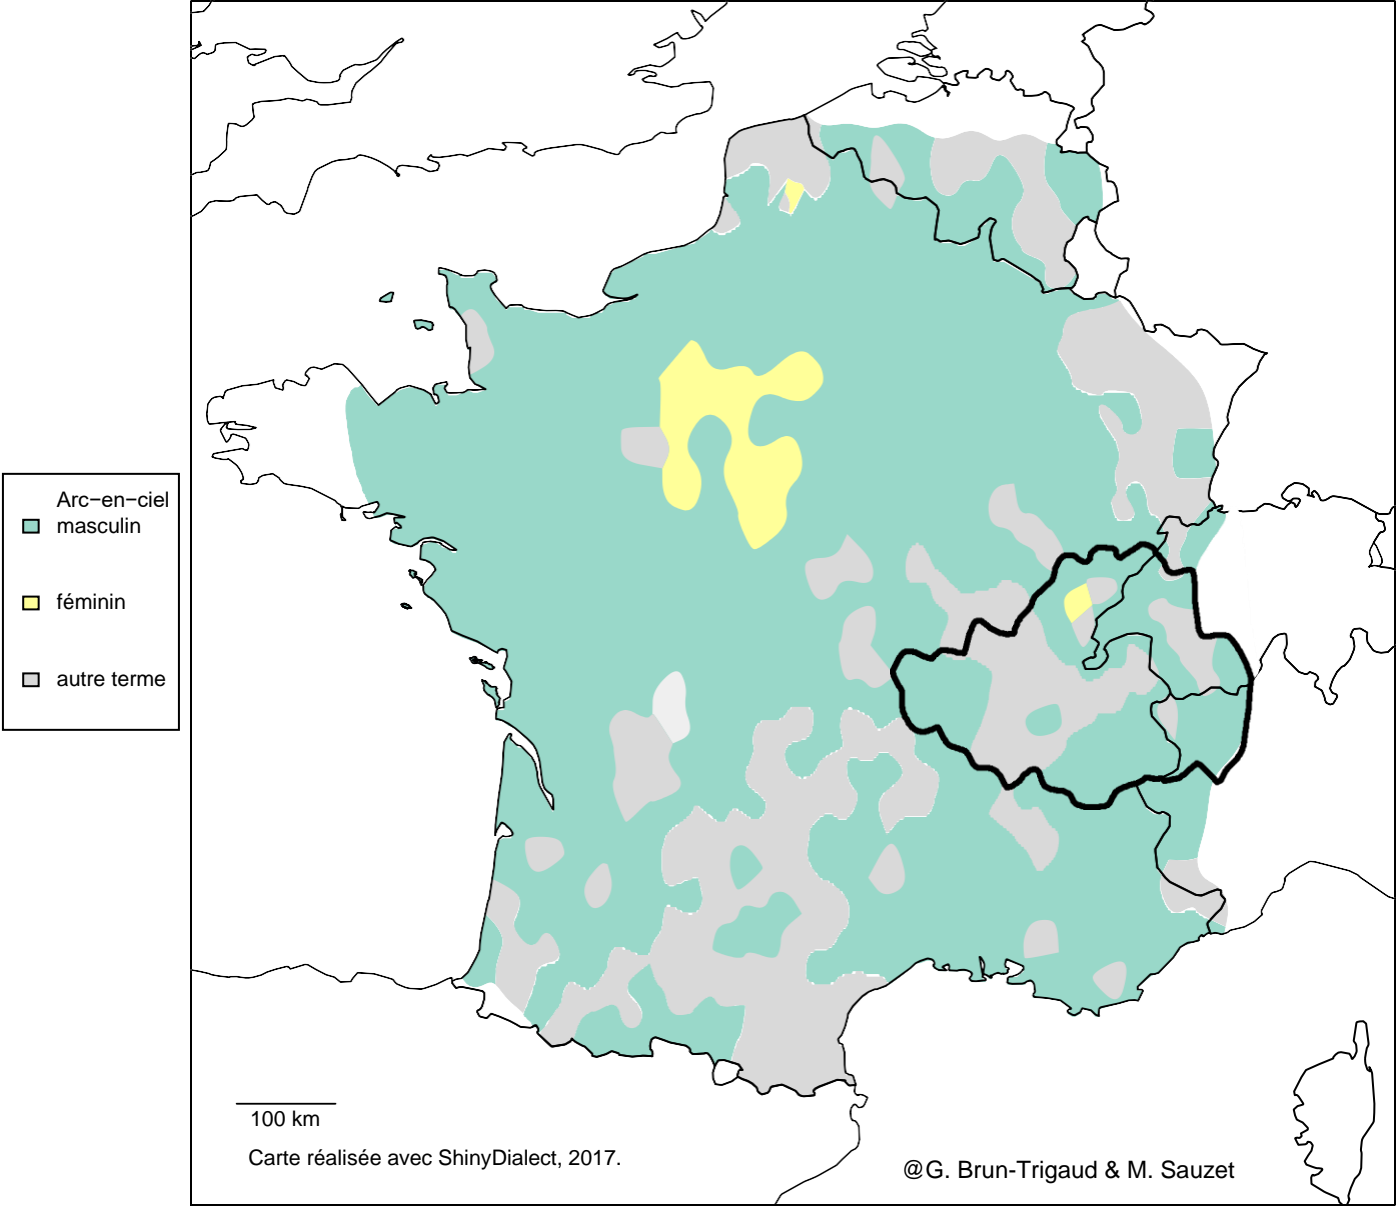 Arc−en−ciel
masculin
féminin
autre terme
100 km
Carte réalisée avec ShinyDialect, 2017.
@G. Brun-Trigaud & M. Sauzet